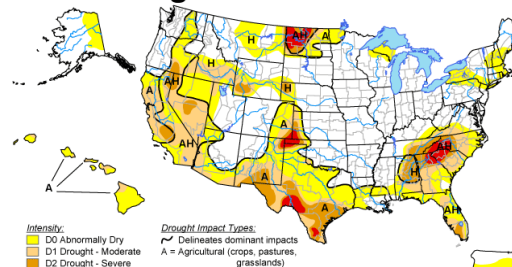 H
AH
A
H
H
A
AH
A
AH
A
A
A
AH
H
AH
A
Intensity:
D0 Abnormally Dry
D1 Drought - Moderate
D2 Drought - Severe
Drought Impact Types:
Delineates dominant impacts
A = Agricultural (crops, pastures,
grasslands)